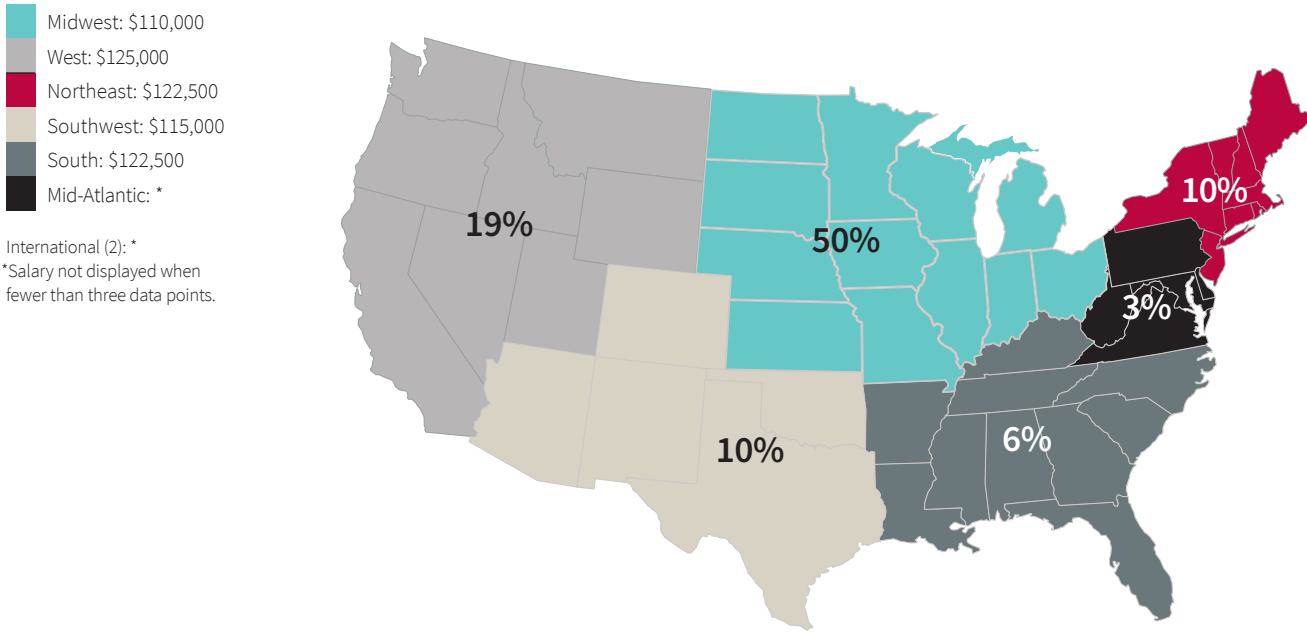 Midwest: $110,000
West: $125,000
Northeast: $122,500
Southwest: $115,000
South: $122,500
Mid-Atlantic: *
International (2): *
*Salary not displayed when
fewer than three data points.
19%
50%
10%
3%
10%
6%